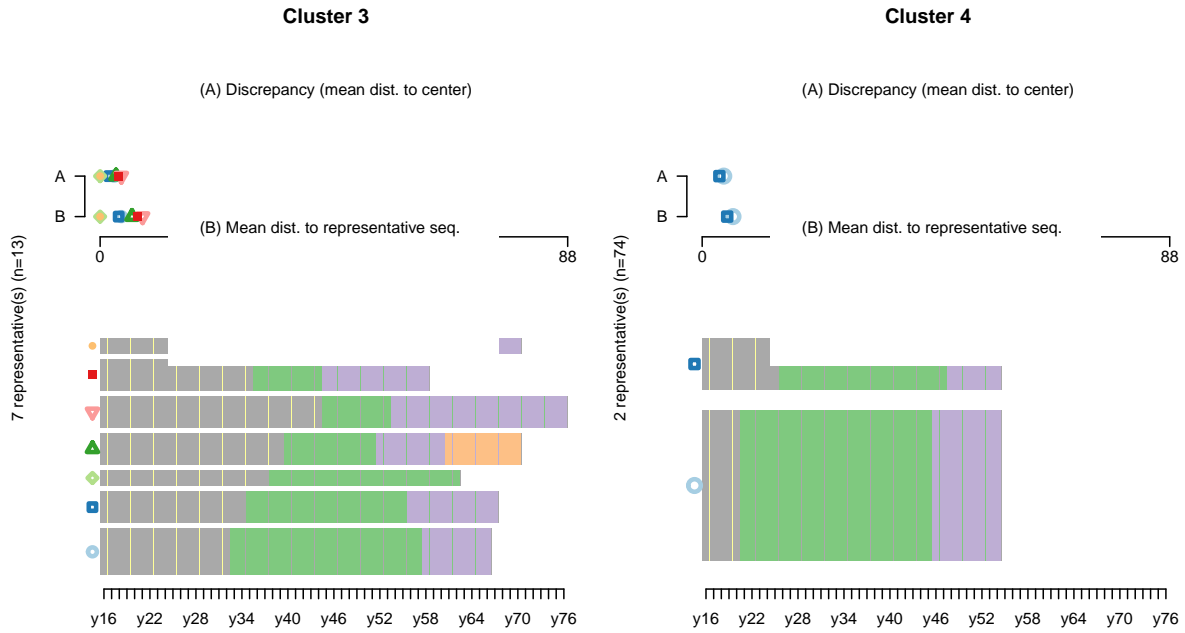 Cluster 3
(A) Discrepancy (mean dist. to center)
A
B
(B) Mean dist. to representative seq.
0
88
7 representative(s) (n=13)
y16 y22 y28 y34 y40 y46 y52 y58 y64 y70 y76
Cluster 4
(A) Discrepancy (mean dist. to center)
A
B
(B) Mean dist. to representative seq.
0
88
2 representative(s) (n=74)
y16 y22 y28 y34 y40 y46 y52 y58 y64 y70 y76